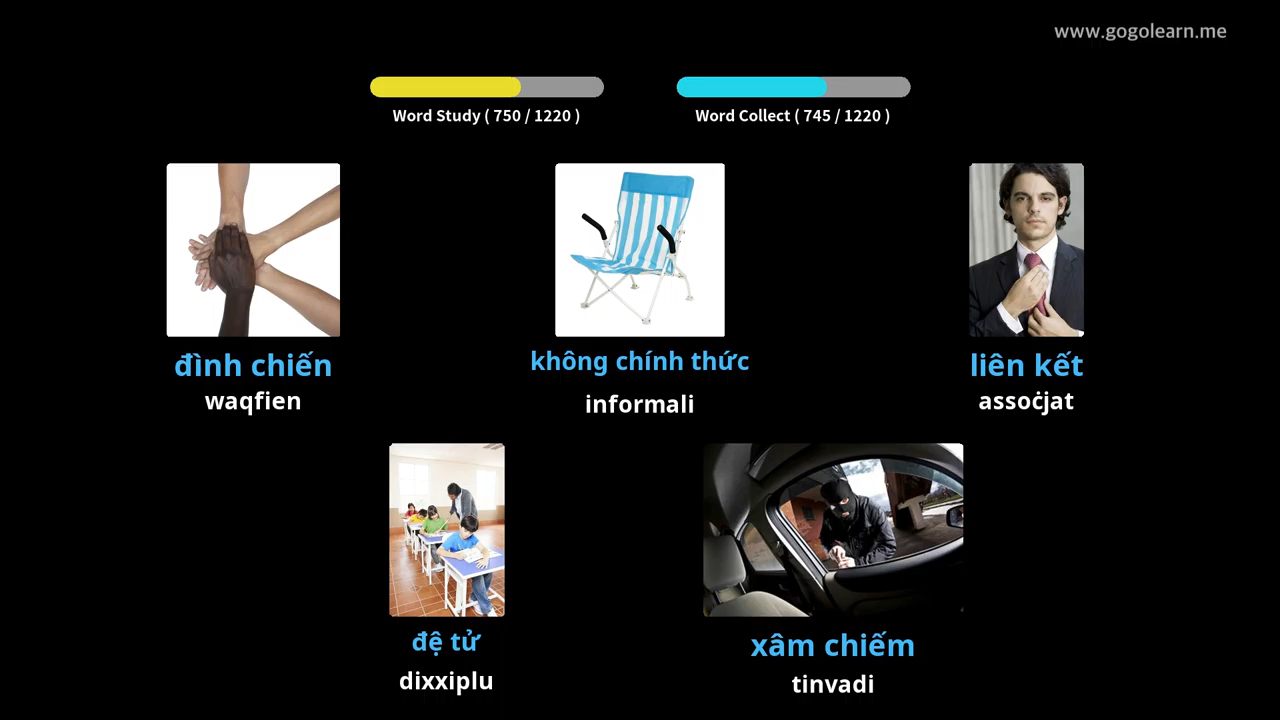 www.gogolearn.me
Word Study ( 750 / 1220 )
Word Collect ( 745 / 1220 )
đình chiến
waqfien
không chính thức
informali
liên kết
assoċjat
đệ tử
dixxiplu
xâm chiếm
tinvadi